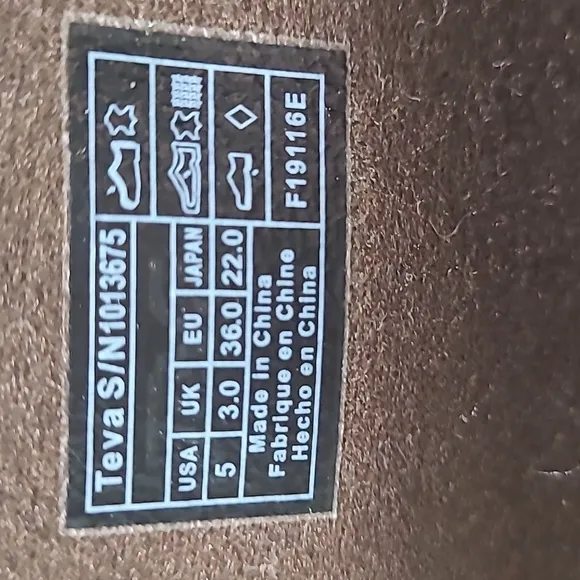 Teva S/N1013675
USA UK EU JAPAN
5 3.0 36.0 22.0
Made in China
Fabrique en Chine
Hecho en China
F19116E